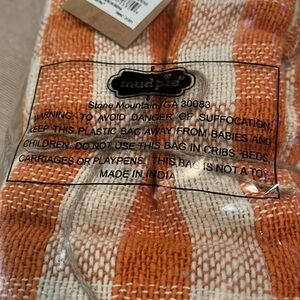 mudpie
Stone Mountain, GA 30083
WARNING: TO AVOID DANGER OF SUFFOCATION,
KEEP THIS PLASTIC BAG AWAY FROM BABIES AND
CHILDREN. DO NOT USE THIS BAG IN CRIBS, BEDS,
CARRIAGES OR PLAYPENS. THIS BAG IS NOT A TOY.
MADE IN INDIA